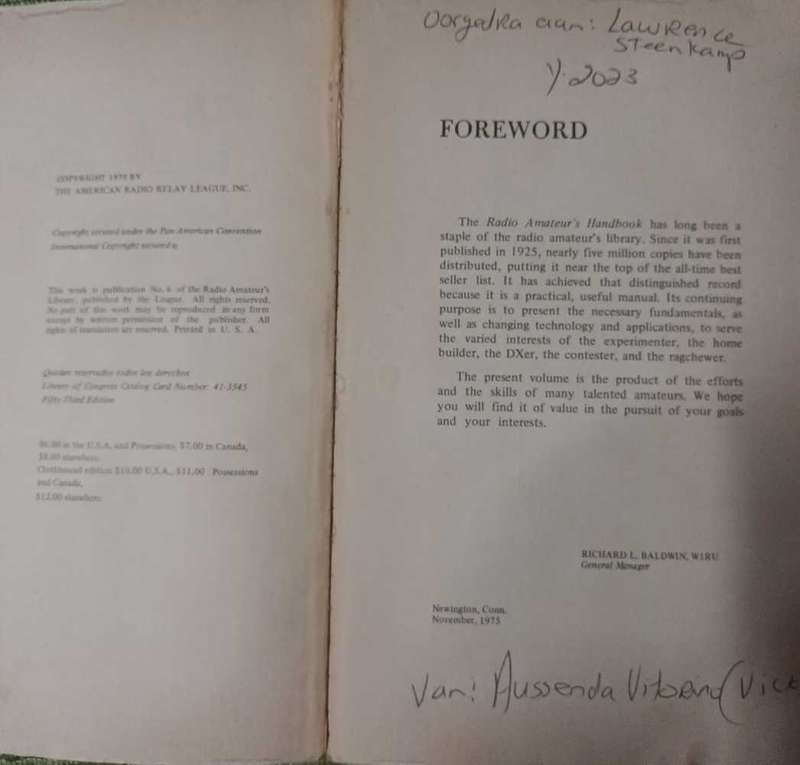 COPYRIGHT 1975 BY
THE AMERICAN RADIO RELAY LEAGUE, INC.
Copyright secured under the Pan-American Convention
International Copyright secured
This work is publication No. 6 of the Radio Amateur's
Library, published by the League. All rights reserved.
No part of this work may be reproduced in any form
except by written permission of the publisher. All
rights of translation are reserved. Printed in U. S. A.
Quedan reservados todos los derechos
Library of Congress Catalog Card Number: 41-3345
Fifty-Third Edition
$6.00 in the U.S.A. and Possessions, $7.00 in Canada,
$8.00 elsewhere.
Clothbound edition $10.00 U.S.A., $11.00 Possessions
and Canada,
$12.00 elsewhere.
aan: Lawrence
Steenkamp
2023
FOREWORD
The Radio Amateur's Handbook has long been a
staple of the radio amateur's library. Since it was first
published in 1925, nearly five million copies have been
distributed, putting it near the top of the all-time best
seller list. It has achieved that distinguished record
because it is a practical, useful manual. Its continuing
purpose is to present the necessary fundamentals, as
well as changing technology and applications, to serve
the varied interests of the experimenter, the home
builder, the DXer, the contester, and the ragchewer.
The present volume is the product of the efforts
and the skills of many talented amateurs. We hope
you will find it of value in the pursuit of your goals
and your interests.
RICHARD L. BALDWIN, W1RU
General Manager
Newington, Conn.
November, 1975
Van: